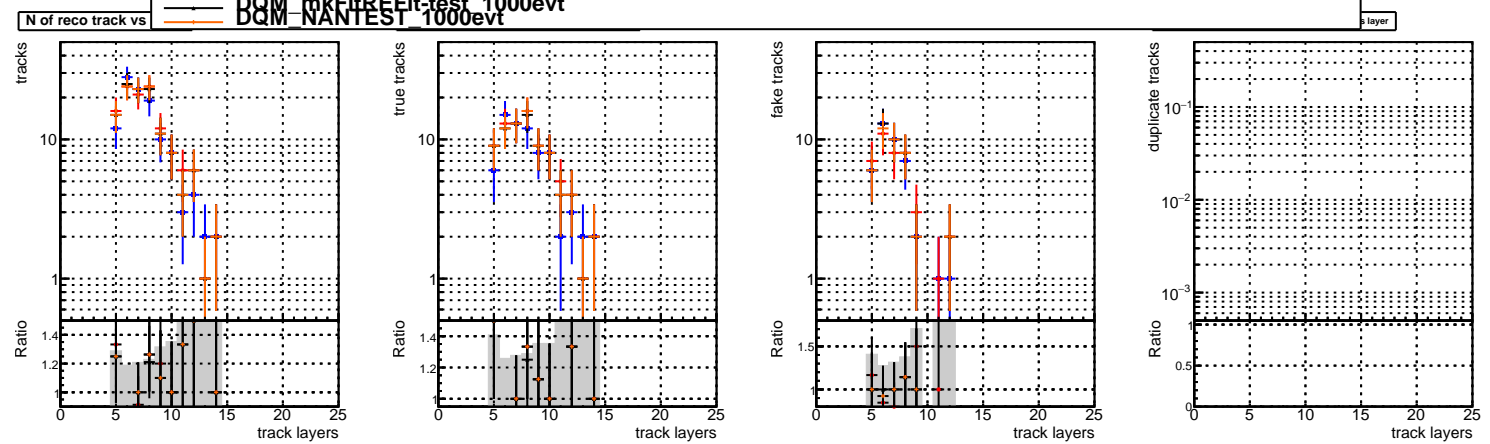 DQM_mkFitREFit-test_1000evt
DQM_NANTEST_1000evt
N of reco track vs
s layer
tracks
10
1
Ratio
1.4
1.2
1
0 5 10 15 20 25
track layers
true tracks
10
1
Ratio
1.4
1.2
1
0 5 10 15 20 25
track layers
fake tracks
10
1
Ratio
1.5
1
0 5 10 15 20 25
track layers
duplicate tracks
10⁻¹
10⁻²
10⁻³
Ratio
1
0.5
0
0 5 10 15 20 25
track layers